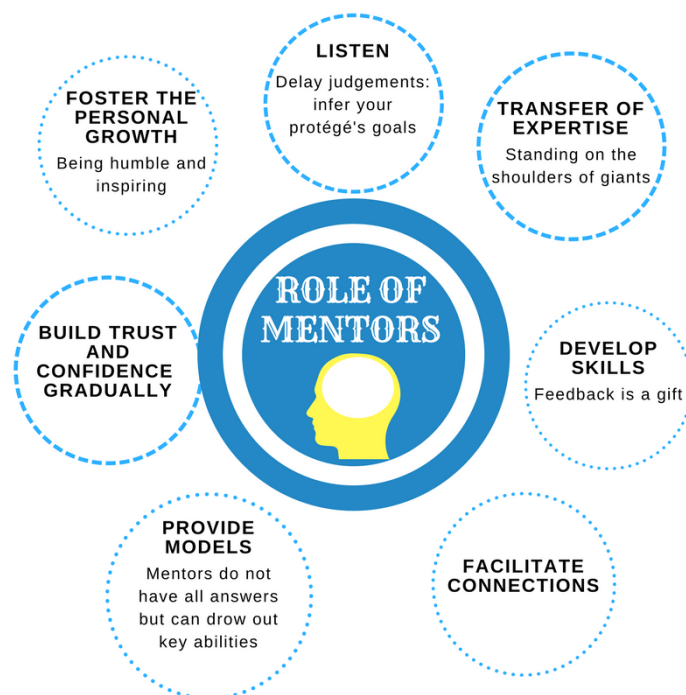 LISTEN
Delay judgements:
infer your
protégé's goals
TRANSFER OF
EXPERTISE
Standing on the
shoulders of giants
DEVELOP
SKILLS
Feedback is a gift
FACILITATE
CONNECTIONS
PROVIDE
MODELS
Mentors do not
have all answers
but can drow out
key abilities
BUILD TRUST
AND
CONFIDENCE
GRADUALLY
FOSTER THE
PERSONAL
GROWTH
Being humble and
inspiring
ROLE OF
MENTORS